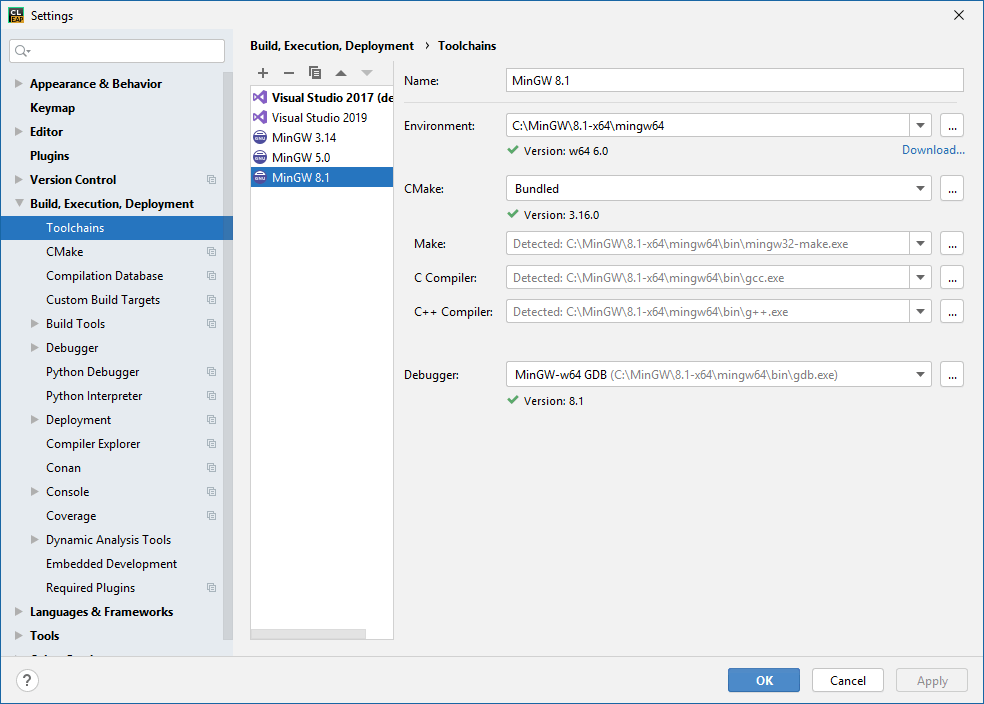 CL
EAP
Settings
Appearance & Behavior
Keymap
Editor
Plugins
Version Control
Build, Execution, Deployment
Toolchains
CMake
Compilation Database
Custom Build Targets
Build Tools
Debugger
Python Debugger
Python Interpreter
Deployment
Compiler Explorer
Conan
Console
Coverage
Dynamic Analysis Tools
Embedded Development
Required Plugins
Languages & Frameworks
Tools
Build, Execution, Deployment › Toolchains
Visual Studio 2017 (de
Visual Studio 2019
MinGW 3.14
MinGW 5.0
MinGW 8.1
Name: MinGW 8.1
Environment: C:\MinGW\8.1-x64\mingw64 ...
Version: w64 6.0 Download...
CMake: Bundled ...
Version: 3.16.0
Make: Detected: C:\MinGW\8.1-x64\mingw64\bin\mingw32-make.exe ...
C Compiler: Detected: C:\MinGW\8.1-x64\mingw64\bin\gcc.exe ...
C++ Compiler: Detected: C:\MinGW\8.1-x64\mingw64\bin\g++.exe ...
Debugger: MinGW-w64 GDB (C:\MinGW\8.1-x64\mingw64\bin\gdb.exe) ...
Version: 8.1
? OK Cancel Apply